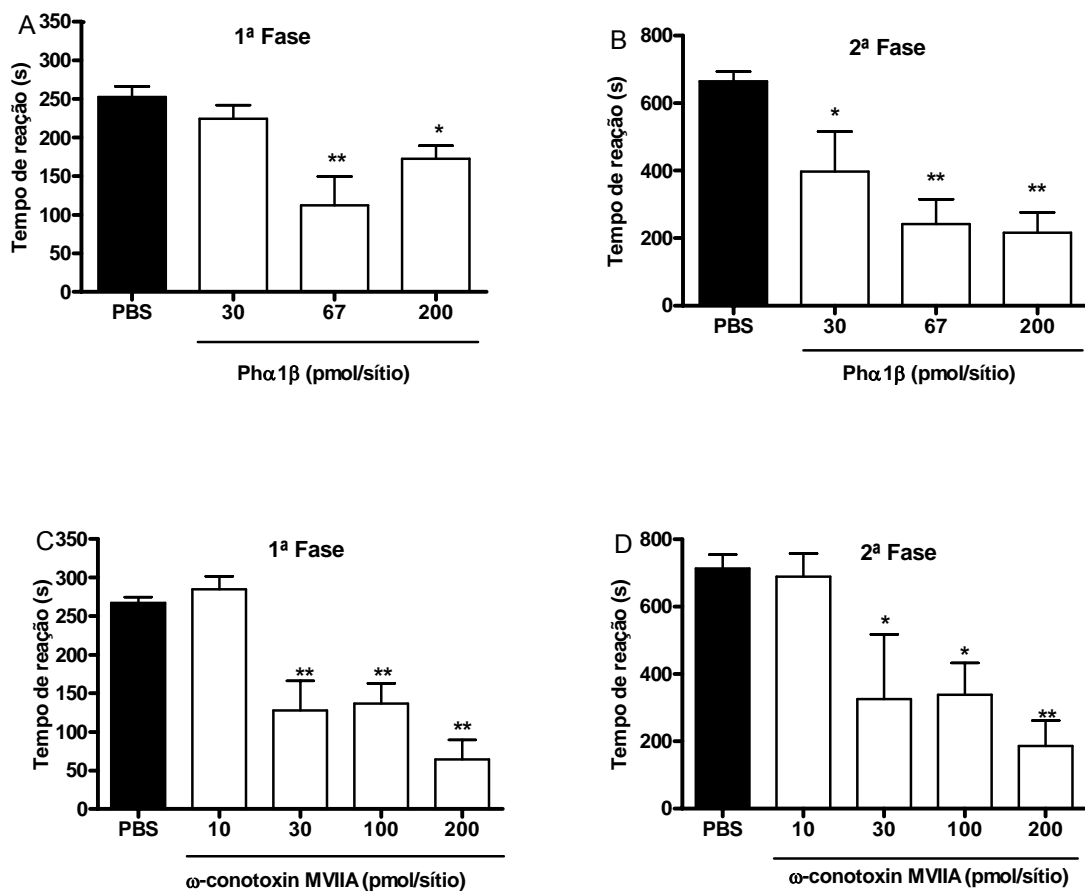 A
1ª Fase
Tempo de reação (s)
350
300
250
200
150
100
50
0
**
*
PBS 30 67 200
Phα1β (pmol/sítio)
B
2ª Fase
Tempo de reação (s)
800
600
400
200
0
*
**
**
PBS 30 67 200
Phα1β (pmol/sítio)
C
1ª Fase
Tempo de reação (s)
350
300
250
200
150
100
50
0
**
**
**
PBS 10 30 100 200
ω-conotoxin MVIIA (pmol/sítio)
D
2ª Fase
Tempo de reação (s)
800
600
400
200
0
*
*
**
PBS 10 30 100 200
ω-conotoxin MVIIA (pmol/sítio)